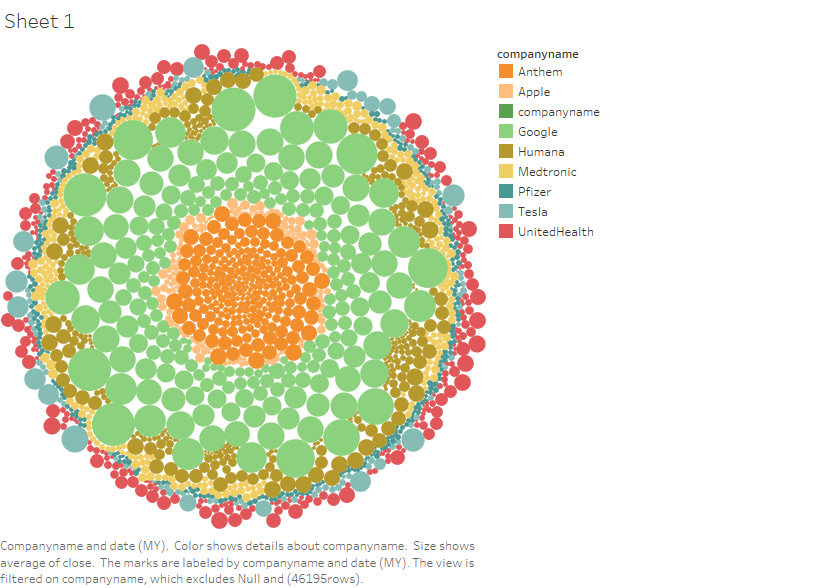 Sheet 1
companyname
Anthem
Apple
companyname
Google
Humana
Medtronic
Pfizer
Tesla
UnitedHealth
Companyname and date (MY).  Color shows details about companyname.  Size shows
average of close.  The marks are labeled by companyname and date (MY). The view is
filtered on companyname, which excludes Null and (46195rows).